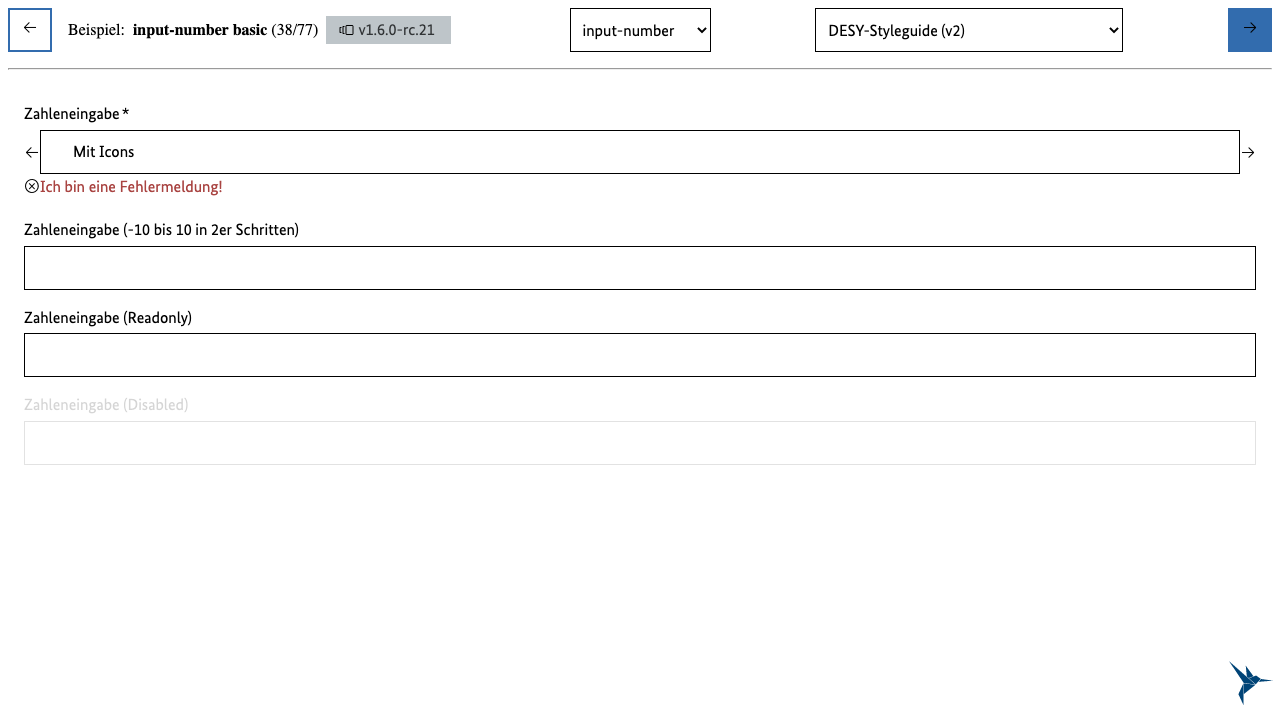 Beispiel: input-number basic (38/77) v1.6.0-rc.21 input-number DESY-Styleguide (v2)
Zahleneingabe *
Mit Icons
Ich bin eine Fehlermeldung!
Zahleneingabe (-10 bis 10 in 2er Schritten)
Zahleneingabe (Readonly)
Zahleneingabe (Disabled)